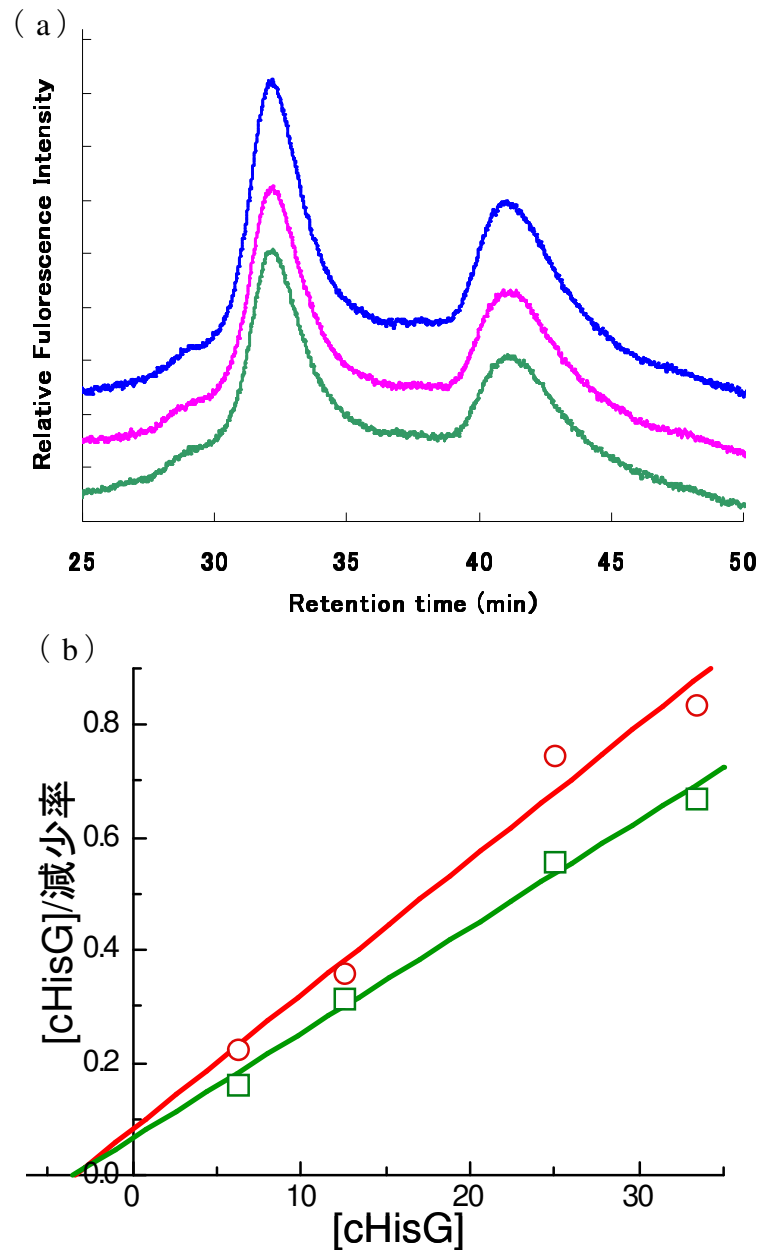 (a)
Relative Fulorescence Intensity
25 30 35 40 45 50
Retention time (min)
(b)
[cHisG]/減少率
0.8
0.6
0.4
0.2
0.0
0 10 20 30
[cHisG]